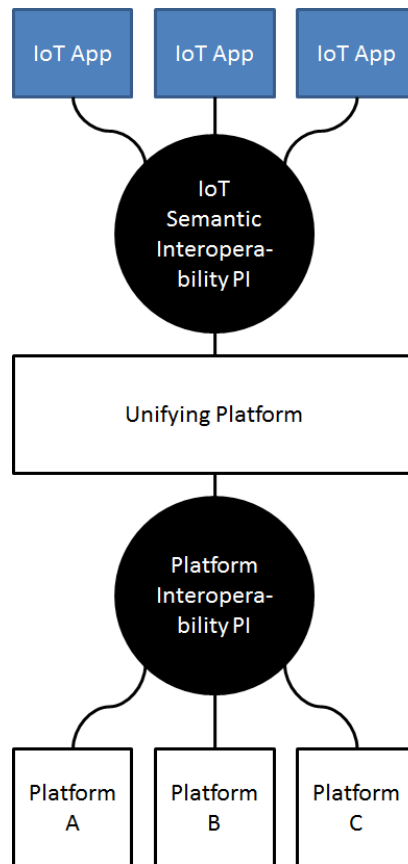 IoT App
IoT App
IoT App
IoT
Semantic
Interopera-
bility PI
Unifying Platform
Platform
Interopera-
bility PI
Platform
A
Platform
B
Platform
C